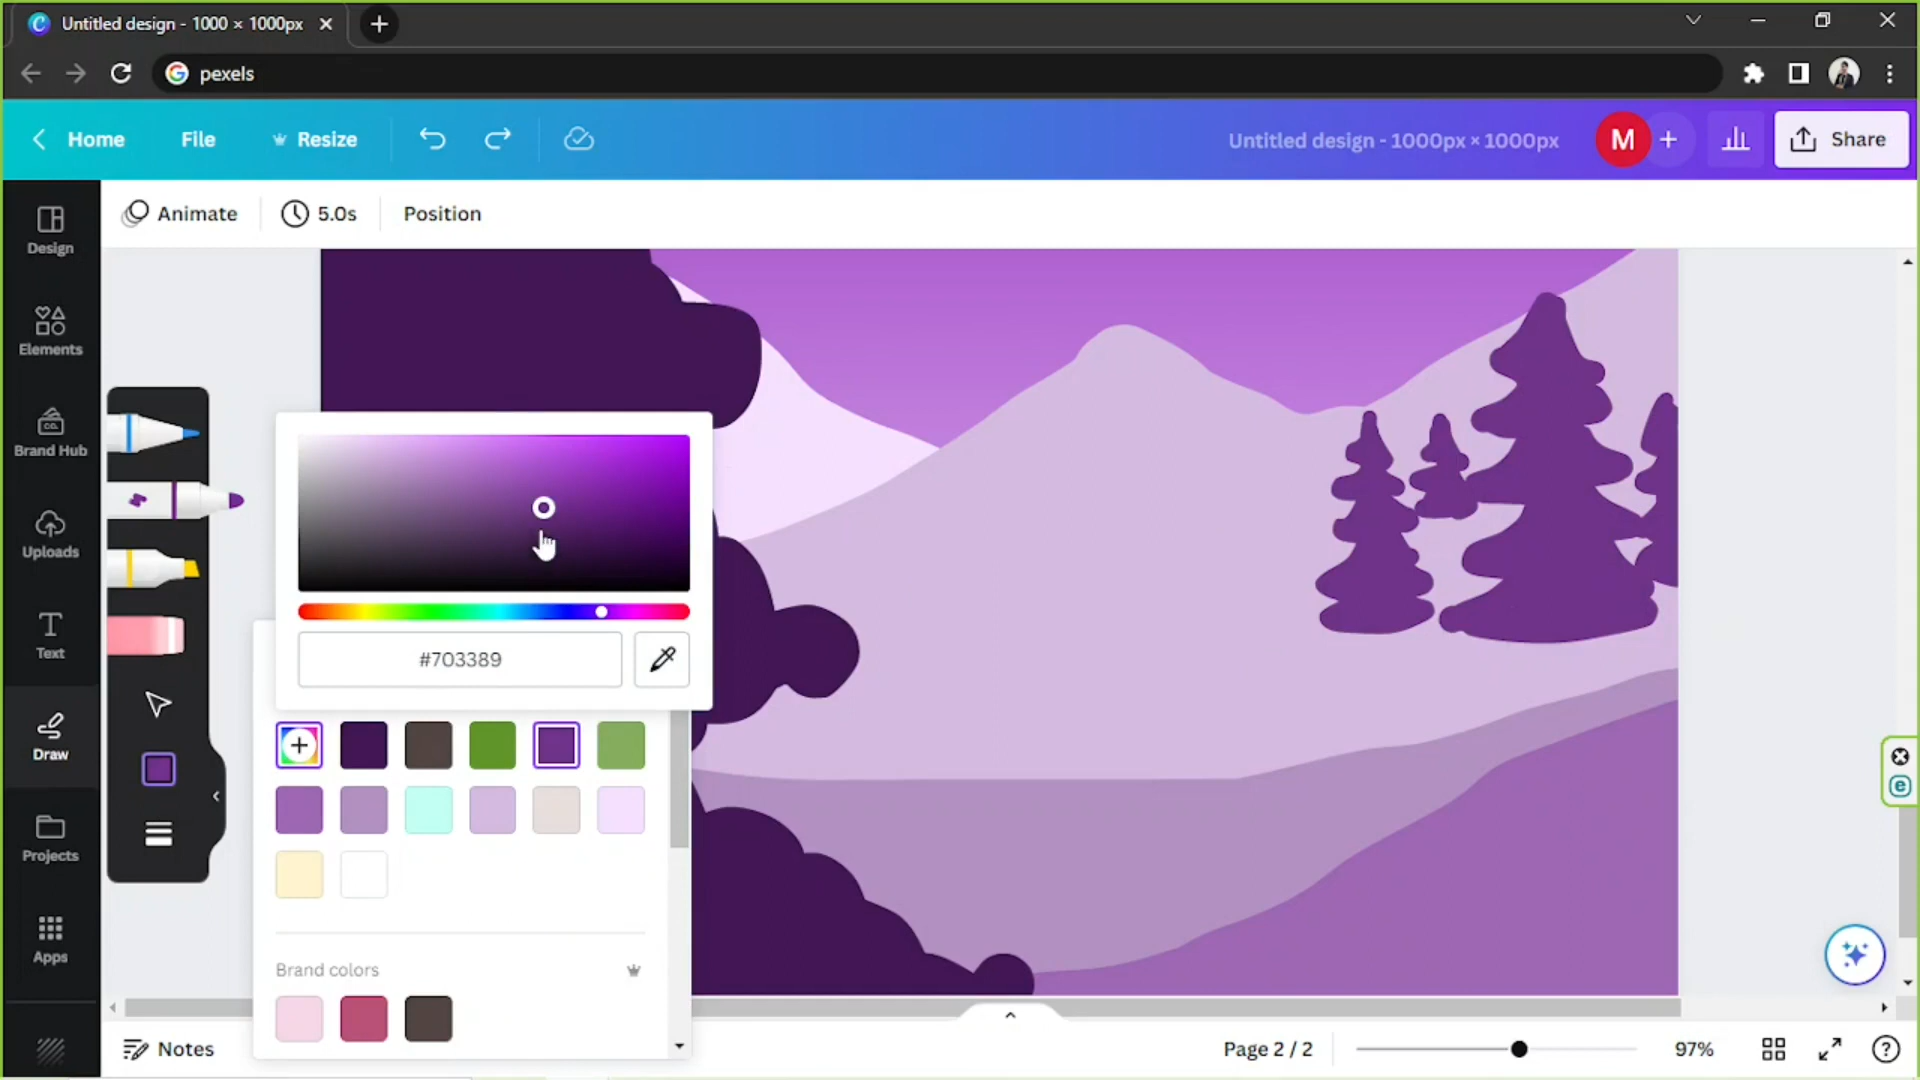 Untitled design - 1000 × 1000px
pexels
Home
File
Resize
Untitled design - 1000px × 1000px
M
Share
Animate
5.0s
Position
Design
Elements
CO.
Brand Hub
Uploads
Text
Draw
Projects
Apps
#703389
Brand colors
Notes
Page 2 / 2
97%